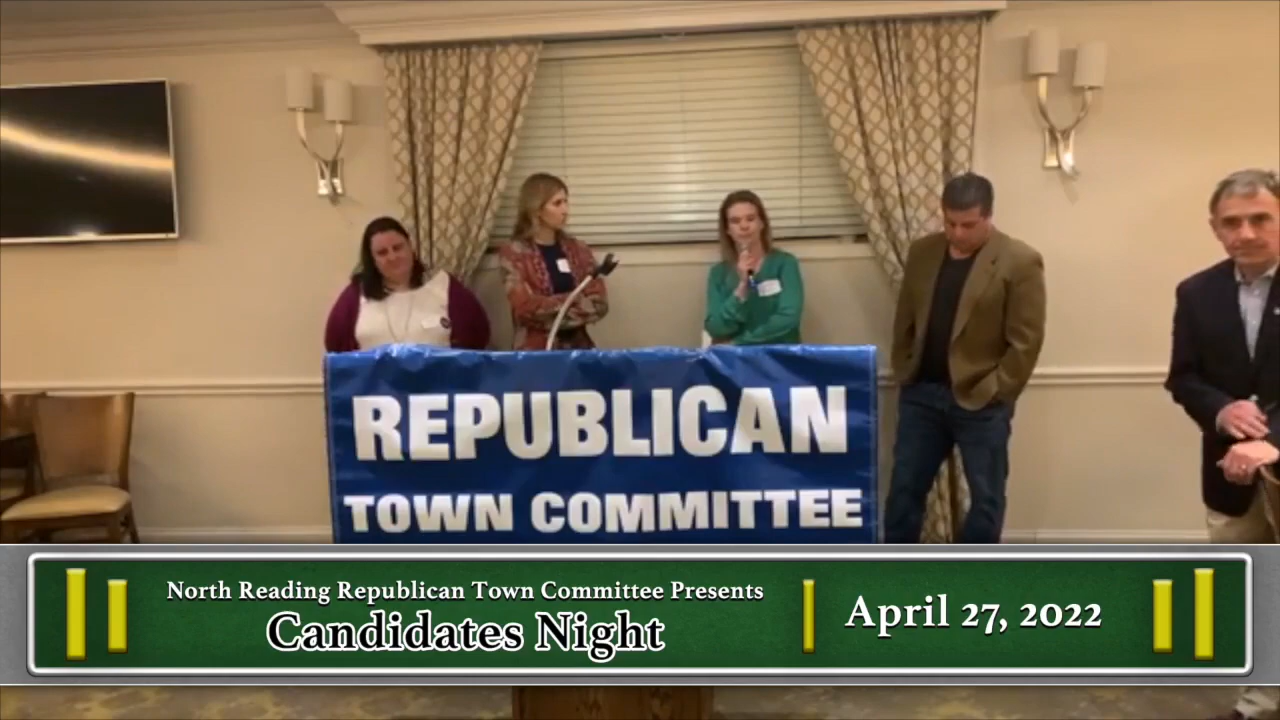 REPUBLICAN
TOWN COMMITTEE
North Reading Republican Town Committee Presents
Candidates Night
April 27, 2022